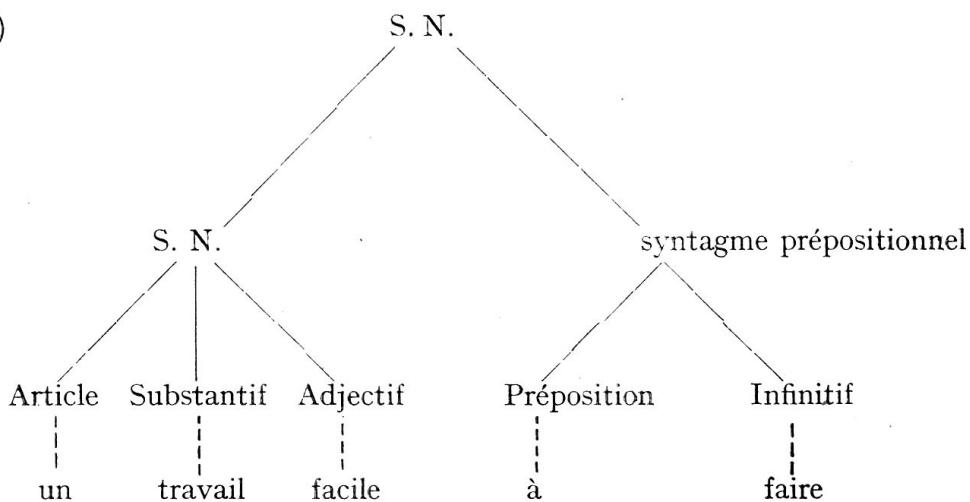 )
S. N.
S. N. syntagme prépositionnel
Article Substantif Adjectif Préposition Infinitif
un travail facile à faire